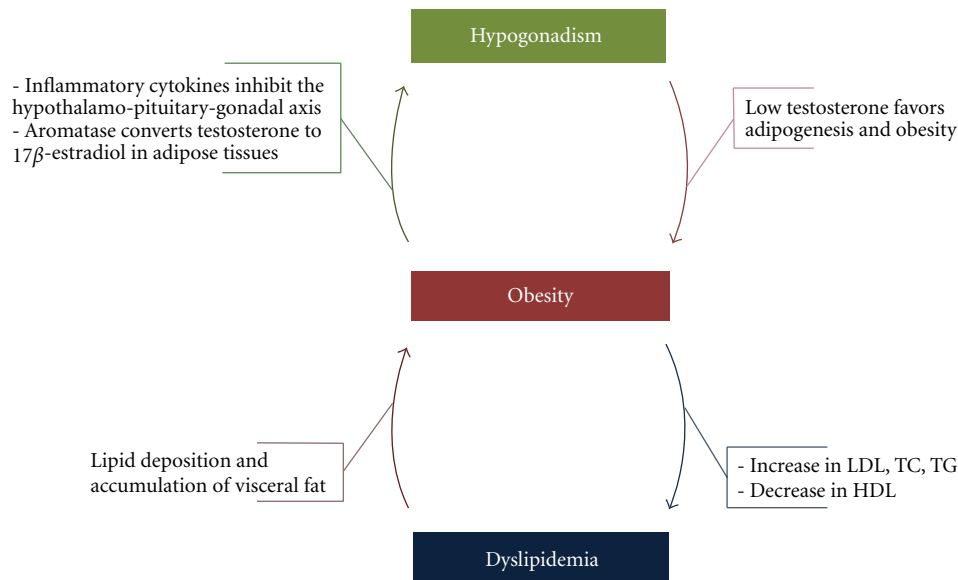 Hypogonadism
- Inflammatory cytokines inhibit the
hypothalamo-pituitary-gonadal axis
- Aromatase converts testosterone to
17β-estradiol in adipose tissues
Low testosterone favors
adipogenesis and obesity
Obesity
Lipid deposition and
accumulation of visceral fat
- Increase in LDL, TC, TG
- Decrease in HDL
Dyslipidemia